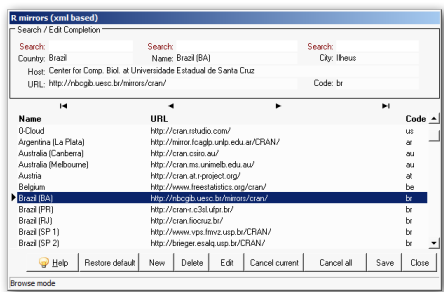 R mirrors (xml based)
Search / Edit Completion
Search: Search: Search:
Country: Brazil Name: Brazil (BA) City: Ilheus
Host: Center for Comp. Biol. at Universidade Estadual de Santa Cruz
URL: http://nbcgib.uesc.br/mirrors/cran/ Code: br
Name URL Code
0-Cloud http://cran.rstudio.com/ us
Argentina (La Plata) http://mirror.fcaglp.unlp.edu.ar/CRAN/ ar
Australia (Canberra) http://cran.csiro.au/ au
Australia (Melbourne) http://cran.ms.unimelb.edu.au/ au
Austria http://cran.at.r-project.org/ at
Belgium http://www.freestatistics.org/cran/ be
Brazil (BA) http://nbcgib.uesc.br/mirrors/cran/ br
Brazil (PR) http://cran-r.c3sl.ufpr.br/ br
Brazil (RJ) http://cran.fiocruz.br/ br
Brazil (SP 1) http://www.vps.fmvz.usp.br/CRAN/ br
Brazil (SP 2) http://brieger.esalq.usp.br/CRAN/ br
Help Restore default New Delete Edit Cancel current Cancel all Save Close
Browse mode